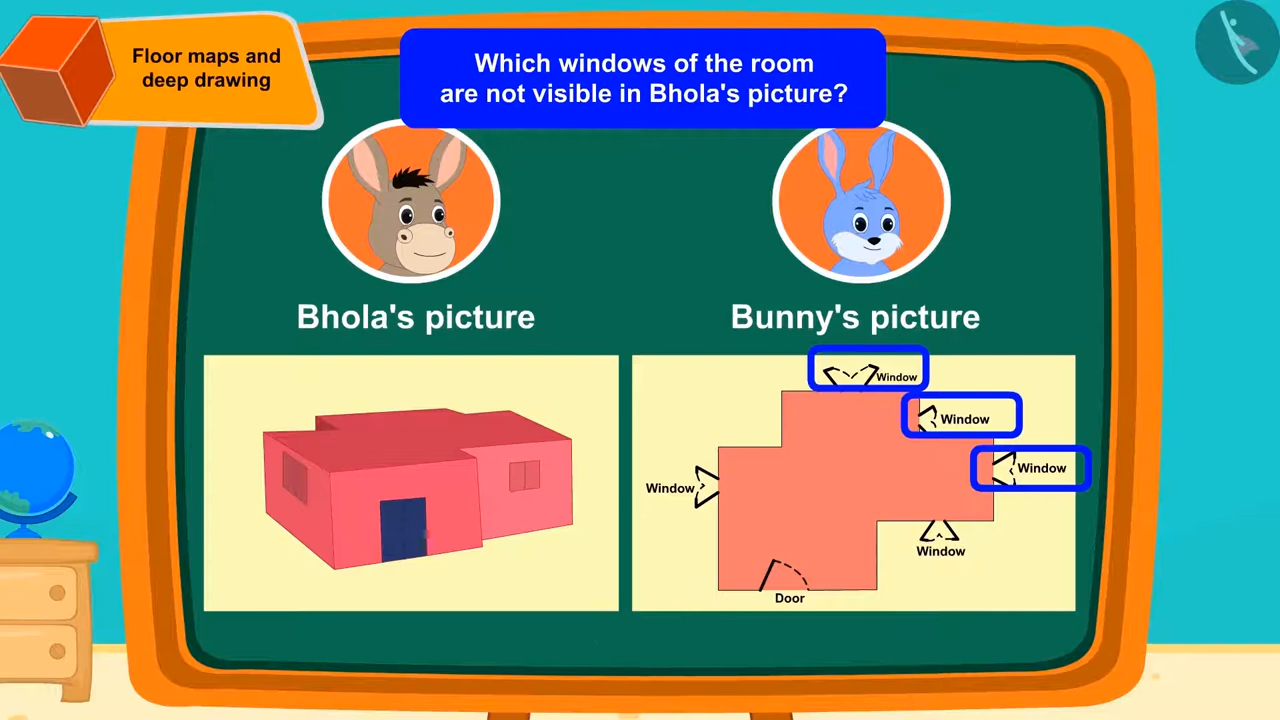 Floor maps and
deep drawing
Which windows of the room
are not visible in Bhola's picture?
Bhola's picture
Bunny's picture
Window
Window
Window
Window
Window
Door